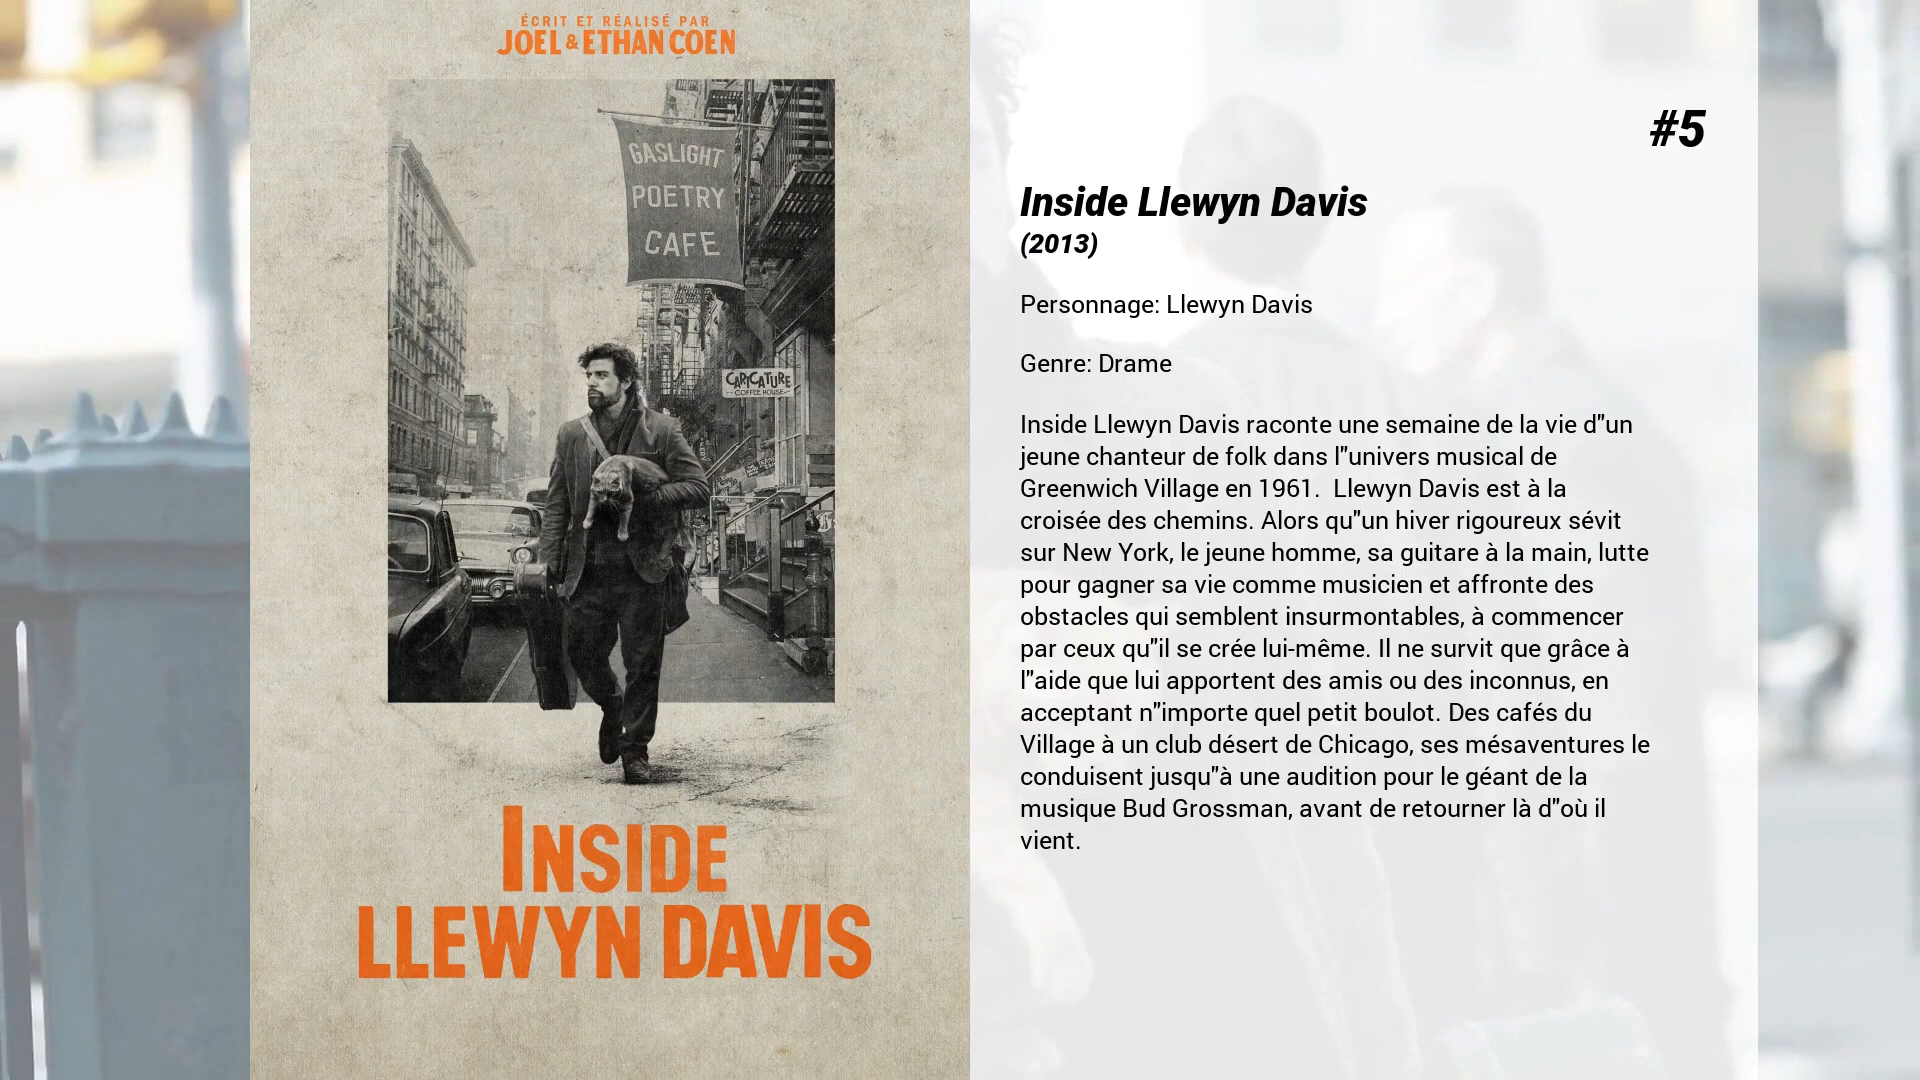 ÉCRIT ET RÉALISÉ PAR
JOEL & ETHAN COEN
GASLIGHT
POETRY
CAFE
CARICATURE
COFFEE HOUSE
INSIDE
LLEWYN DAVIS
#5
Inside Llewyn Davis
(2013)
Personnage: Llewyn Davis
Genre: Drame
Inside Llewyn Davis raconte une semaine de la vie d"un
jeune chanteur de folk dans l"univers musical de
Greenwich Village en 1961.  Llewyn Davis est à la
croisée des chemins. Alors qu"un hiver rigoureux sévit
sur New York, le jeune homme, sa guitare à la main, lutte
pour gagner sa vie comme musicien et affronte des
obstacles qui semblent insurmontables, à commencer
par ceux qu"il se crée lui-même. Il ne survit que grâce à
l"aide que lui apportent des amis ou des inconnus, en
acceptant n"importe quel petit boulot. Des cafés du
Village à un club désert de Chicago, ses mésaventures le
conduisent jusqu"à une audition pour le géant de la
musique Bud Grossman, avant de retourner là d"où il
vient.